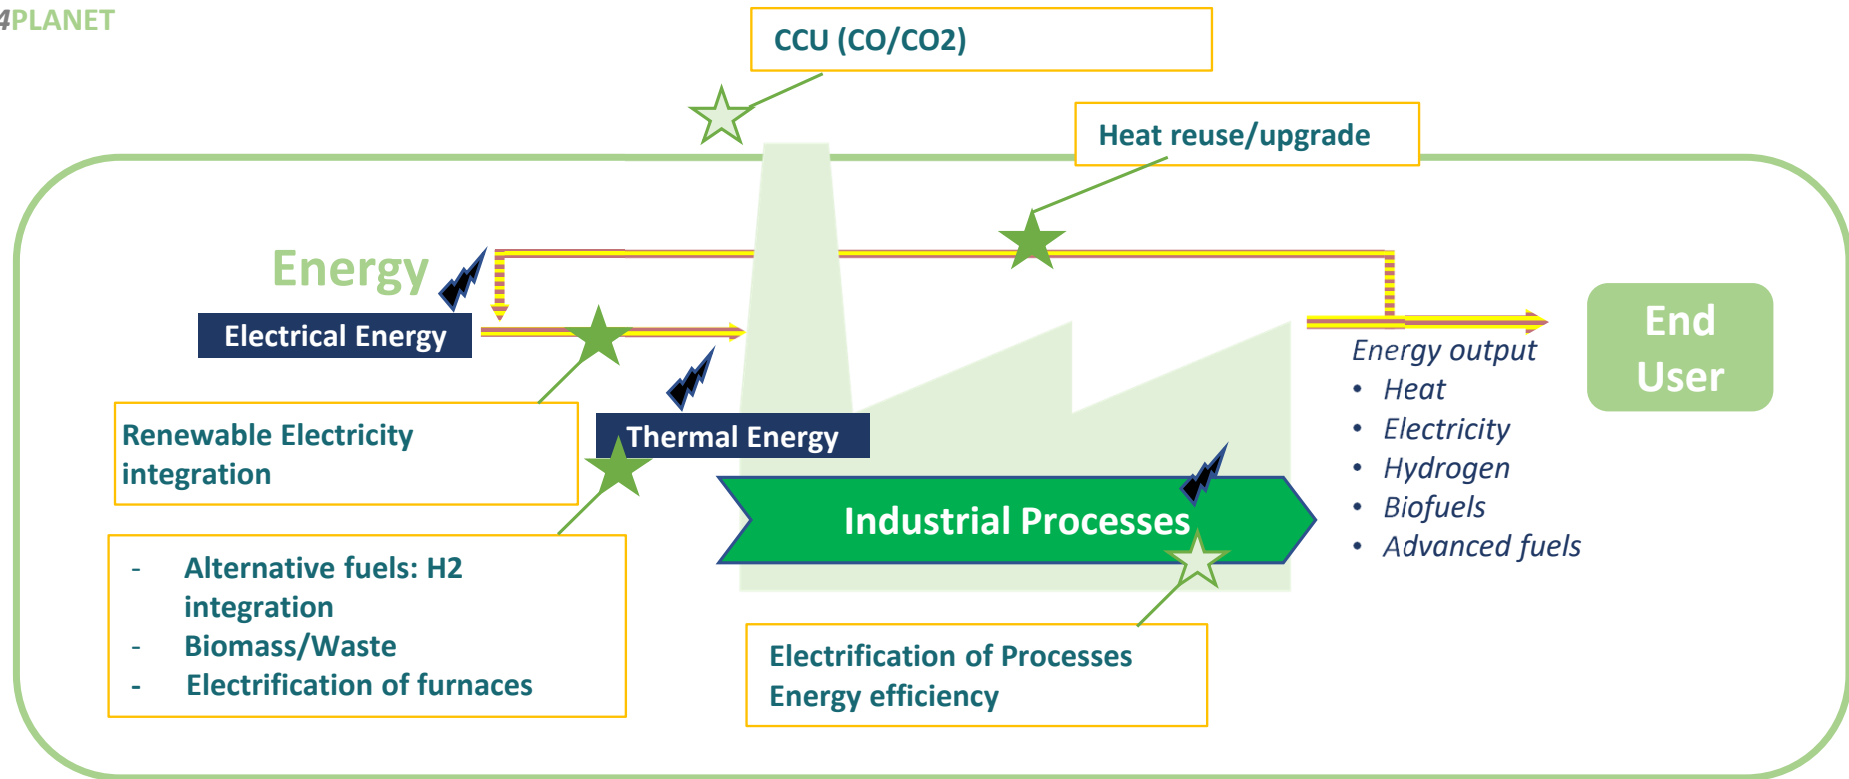 4PLANET
CCU (CO/CO2)
Heat reuse/upgrade
Energy
Electrical Energy
End
User
Energy output
• Heat
• Electricity
• Hydrogen
• Biofuels
• Advanced fuels
Renewable Electricity
integration
Thermal Energy
Industrial Processes
- Alternative fuels: H2
integration
- Biomass/Waste
- Electrification of furnaces
Electrification of Processes
Energy efficiency